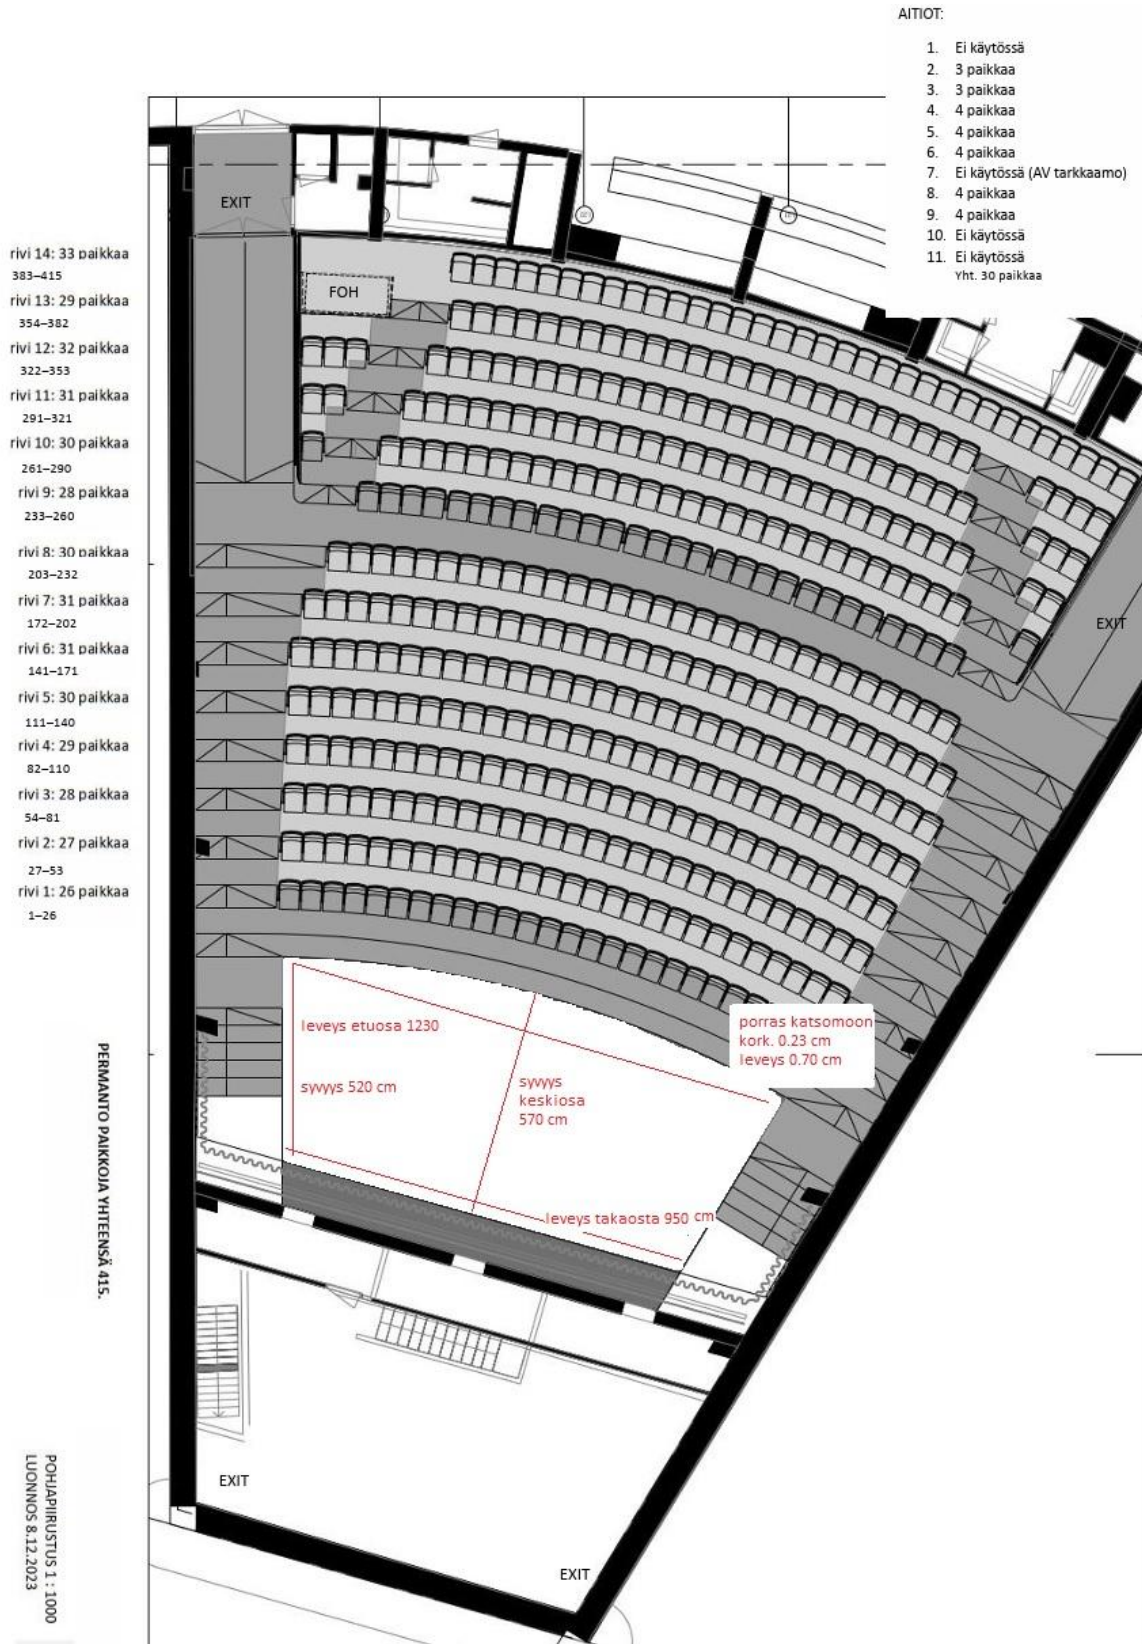 AITIOT:
1. Ei käytössä
2. 3 paikkaa
3. 3 paikkaa
4. 4 paikkaa
5. 4 paikkaa
6. 4 paikkaa
7. Ei käytössä (AV tarkkaamo)
8. 4 paikkaa
9. 4 paikkaa
10. Ei käytössä
11. Ei käytössä
Yht. 30 paikkaa
EXIT
FOH
rivi 14: 33 paikkaa
383–415
rivi 13: 29 paikkaa
354–382
rivi 12: 32 paikkaa
322–353
rivi 11: 31 paikkaa
291–321
rivi 10: 30 paikkaa
261–290
rivi 9: 28 paikkaa
233–260
rivi 8: 30 paikkaa
203–232
rivi 7: 31 paikkaa
172–202
rivi 6: 31 paikkaa
141–171
rivi 5: 30 paikkaa
111–140
rivi 4: 29 paikkaa
82–110
rivi 3: 28 paikkaa
54–81
rivi 2: 27 paikkaa
27–53
rivi 1: 26 paikkaa
1–26
EXIT
leveys etuosa 1230
syvyys 520 cm
syvyys
keskiosa
570 cm
porras katsomoon
kork. 0.23 cm
leveys 0.70 cm
leveys takaosta 950 cm
PERMANTO PAIKKOJA YHTEENSÄ 415.
EXIT
EXIT
POHJAPIIRUSTUS 1 : 1000
LUONNOS 8.12.2023